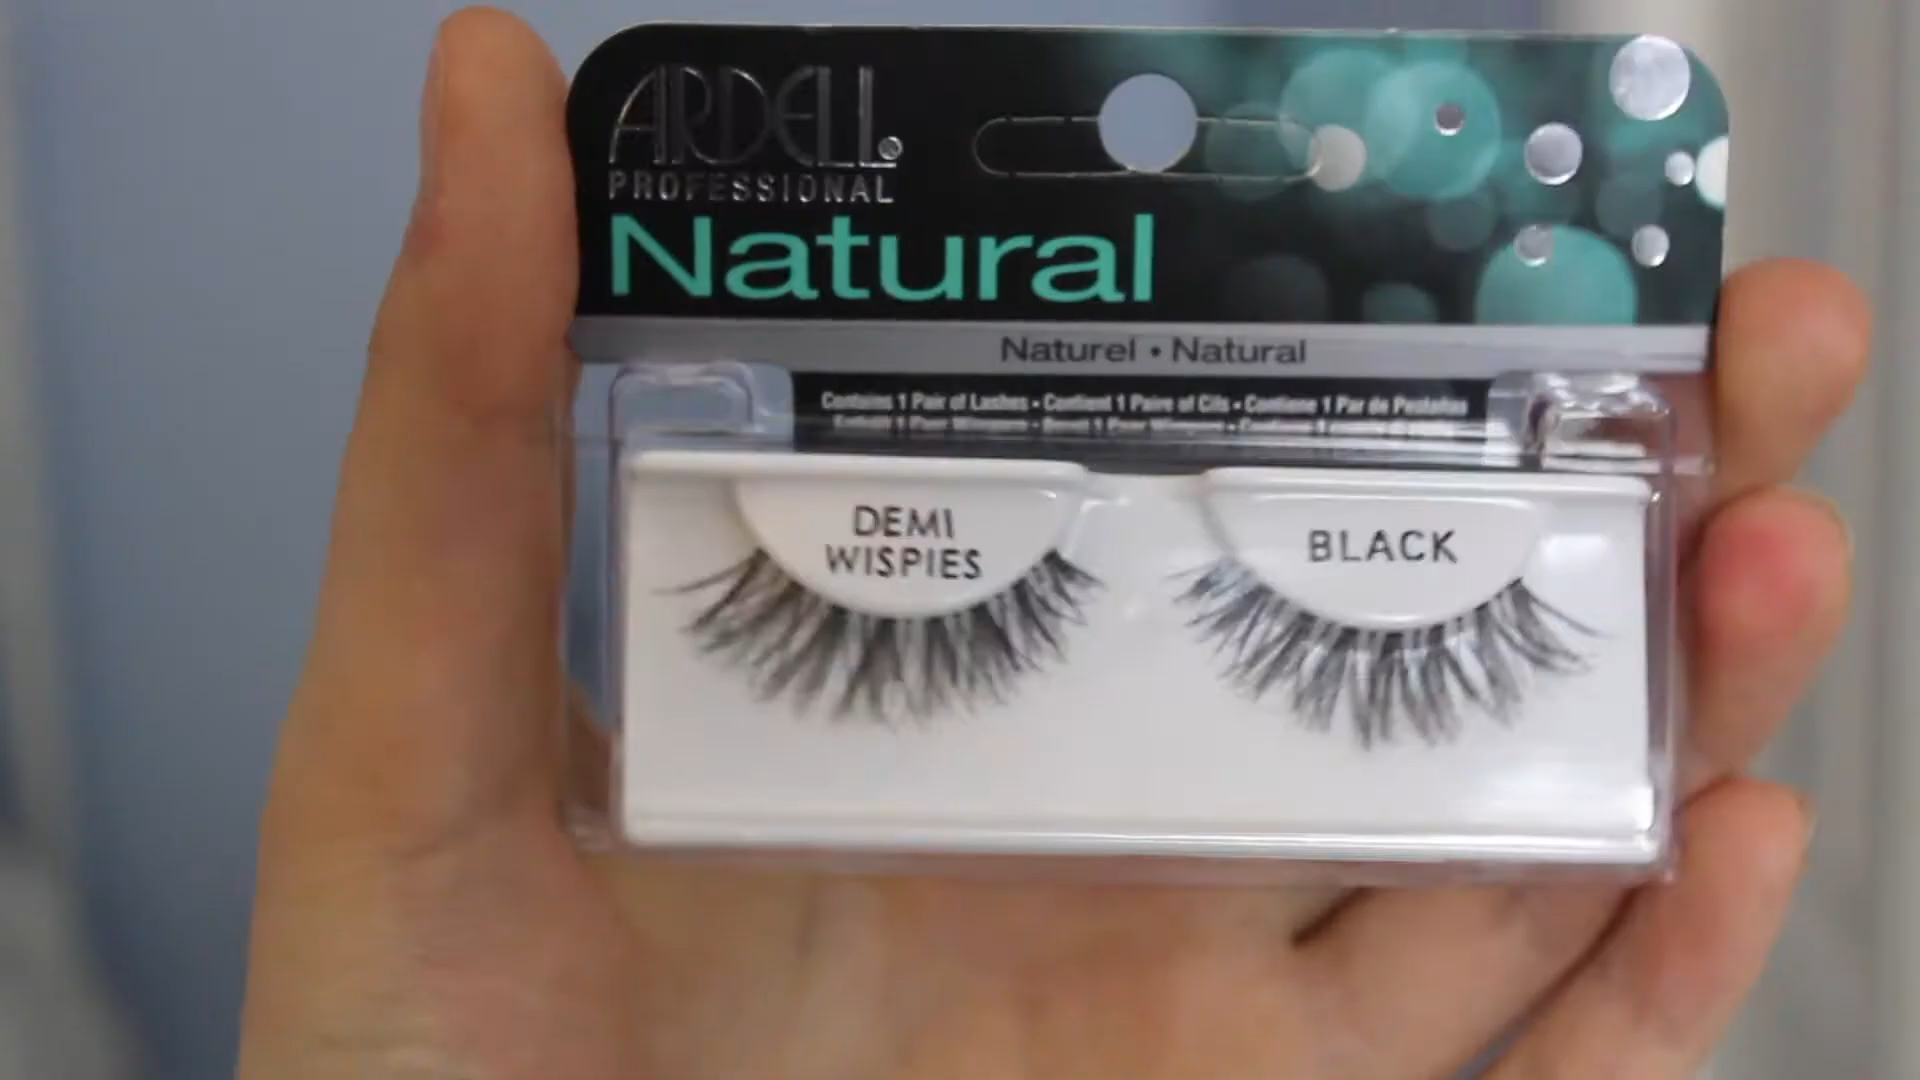 ARDELL
PROFESSIONAL
Natural
Naturel • Natural
Contains 1 Pair of Lashes • Contient 1 Paire of Cils • Contiene 1 Par de Pestañas
DEMI
WISPIES
BLACK